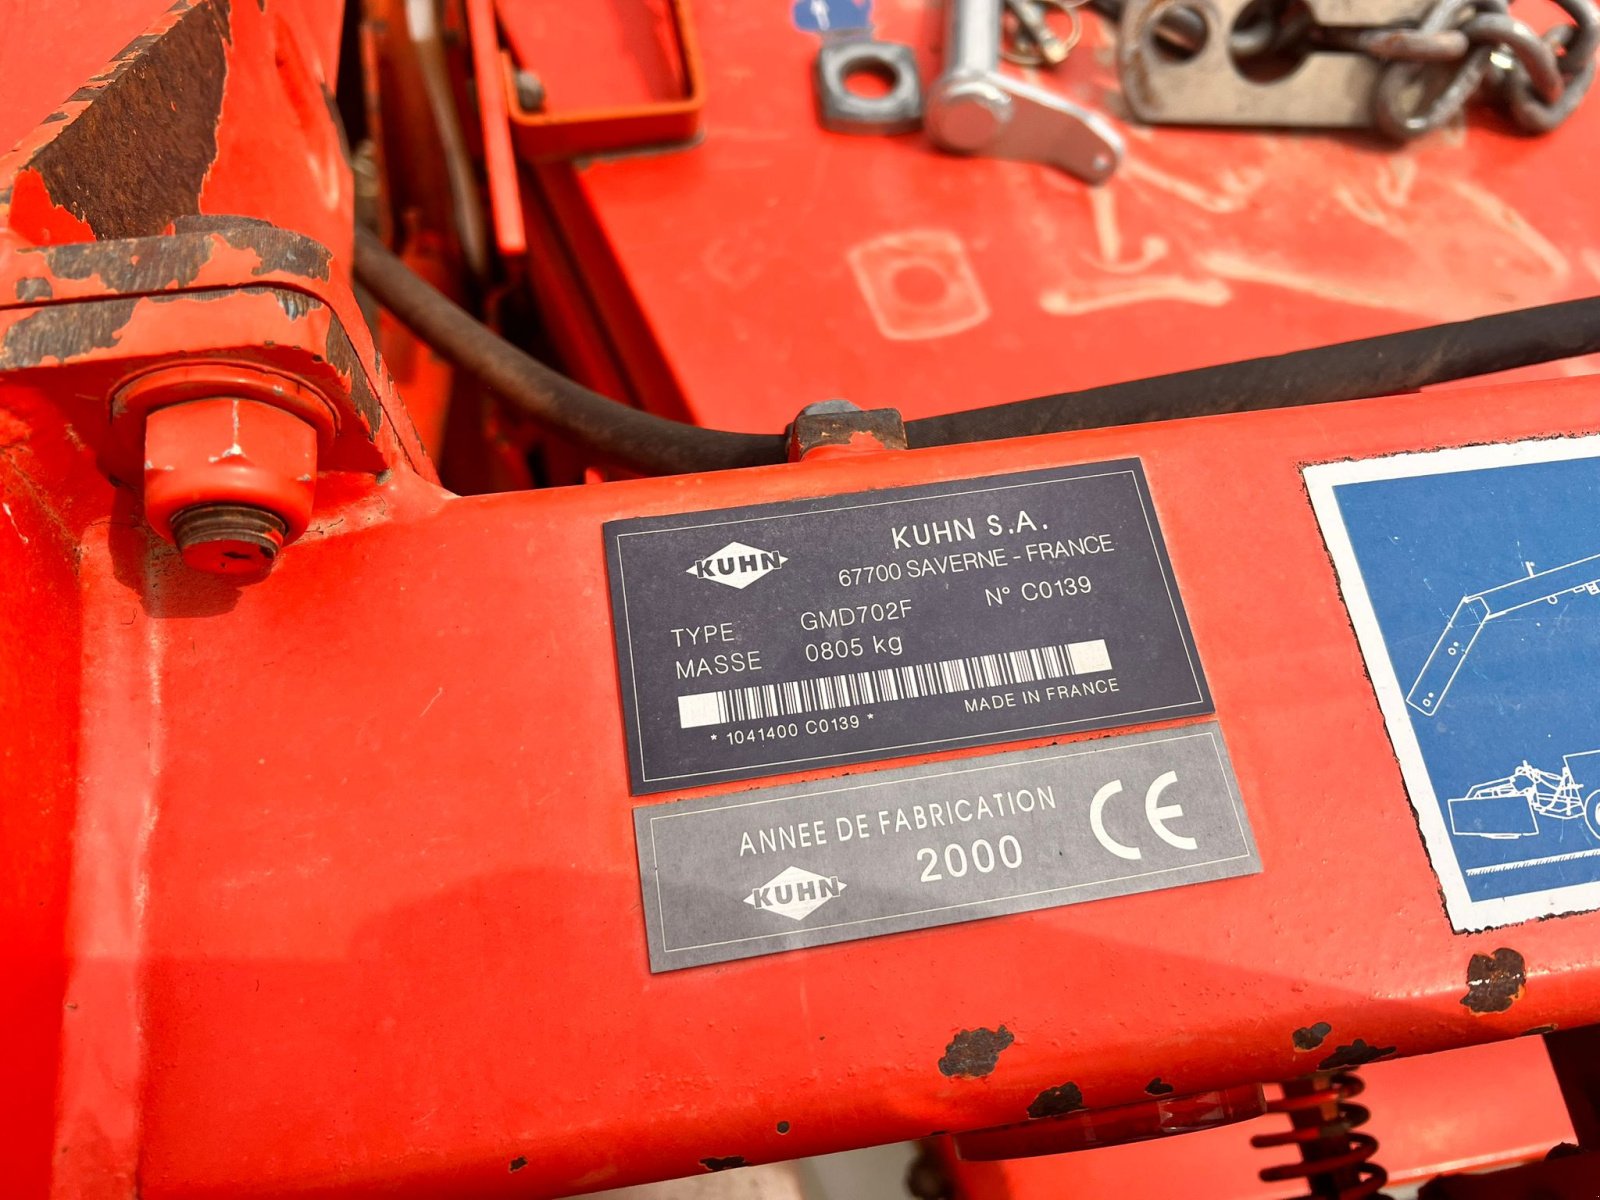 KUHN
KUHN S.A.
67700 SAVERNE - FRANCE
TYPE GMD702F N° C0139
MASSE 0805 kg
* 1041400 C0139 *
MADE IN FRANCE
ANNEE DE FABRICATION
KUHN 2000 CE